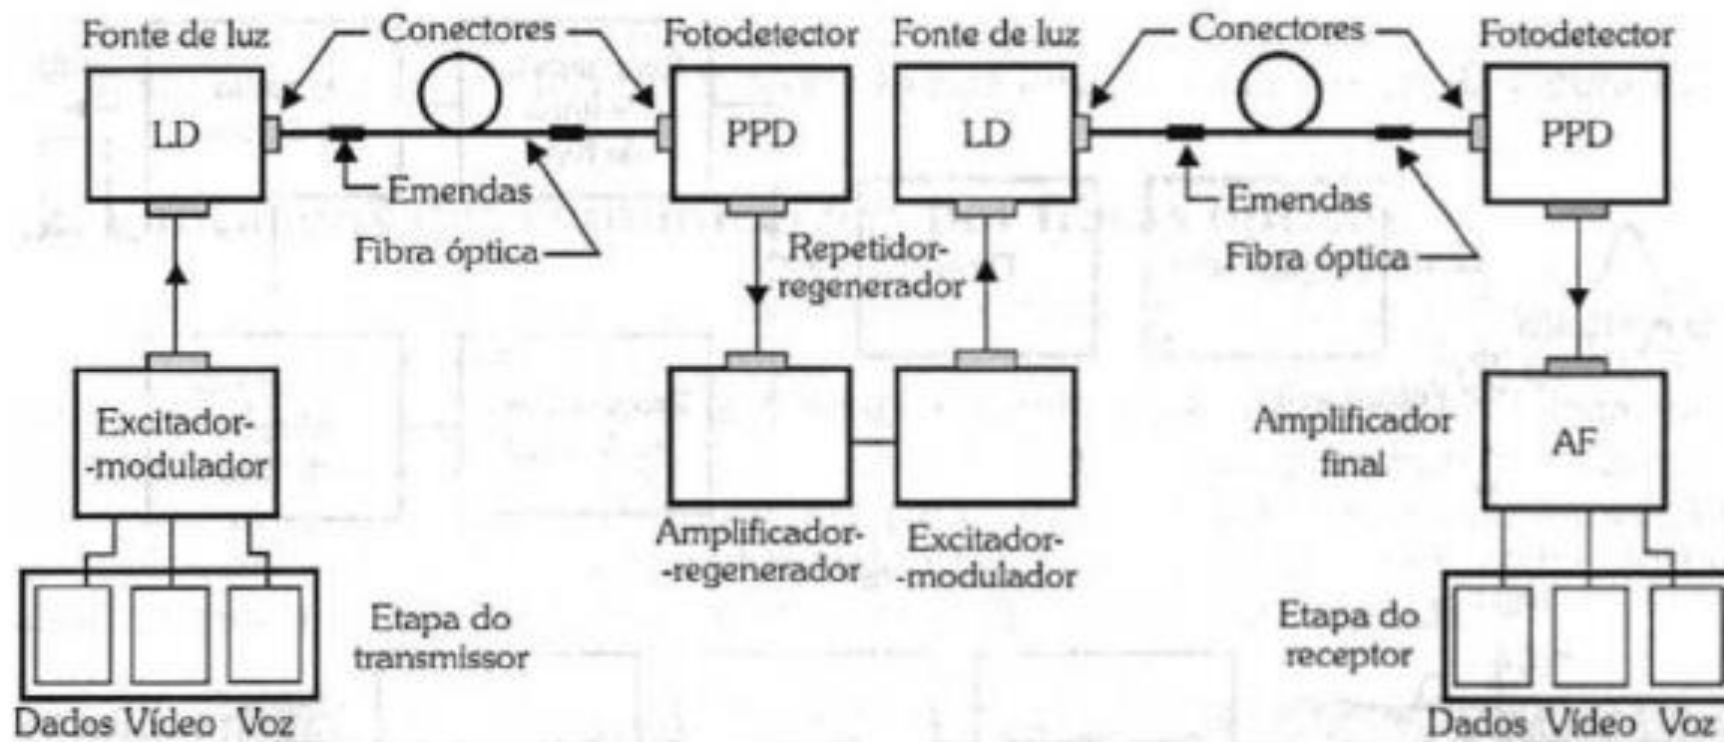 Fonte de luz
Conectores
Fotodetector
Fonte de luz
Conectores
Fotodetector
LD
PPD
LD
PPD
Emendas
Fibra óptica
Repetidor-
regenerador
Emendas
Fibra óptica
Excitador-
-modulador
Amplificador-
-regenerador
Excitador-
-modulador
Amplificador
final
AF
Etapa do
transmissor
Etapa do
receptor
Dados Vídeo Voz
Dados Vídeo Voz